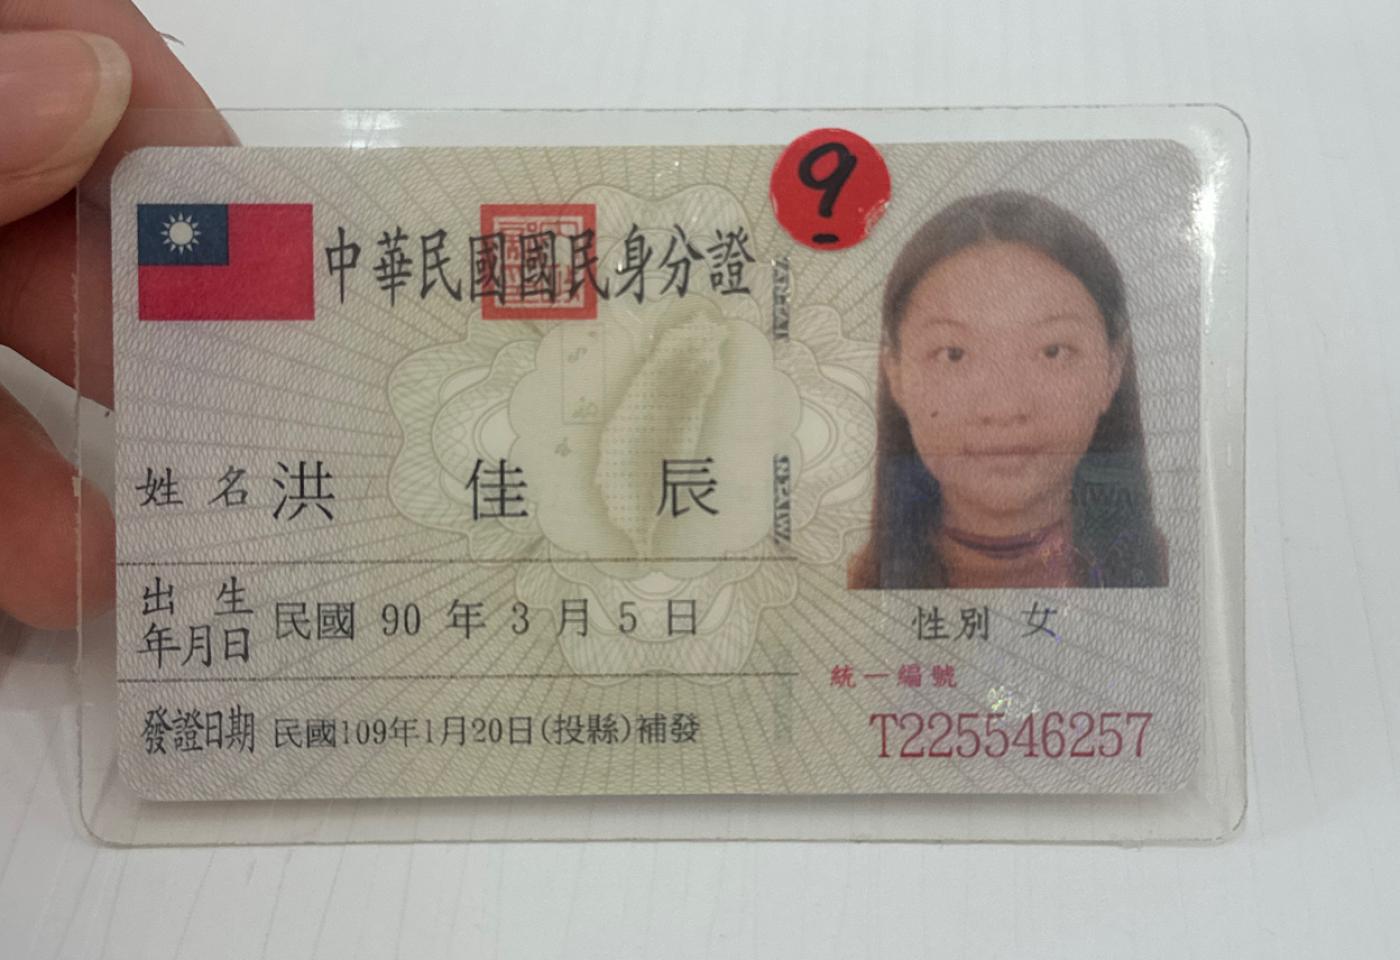 中華民國國民身分證
9
姓名 洪佳辰
出生年月日 民國 90 年 3 月 5 日
性別 女
統一編號
T225546257
發證日期 民國109年1月20日(投縣)補發
TAIWAN